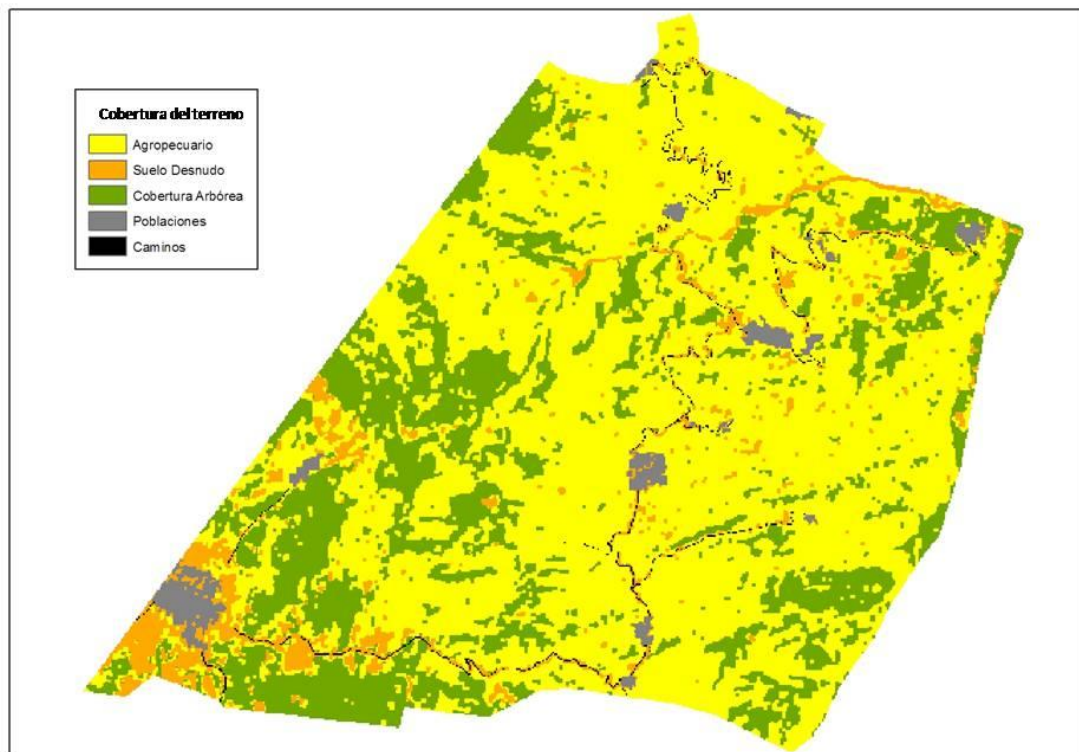 Cobertura del terreno
Agropecuario
Suelo Desnudo
Cobertura Arbórea
Poblaciones
Caminos